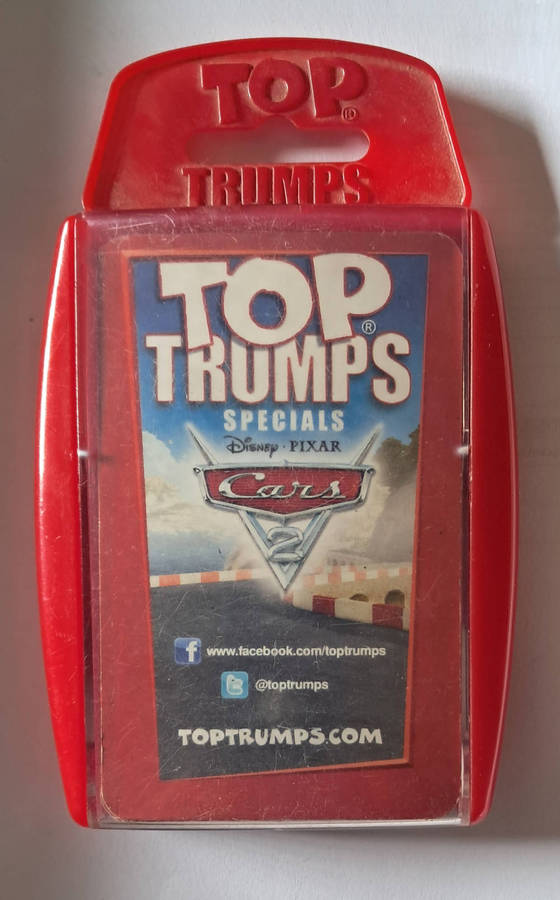 TOP®
TRUMPS
TOP®
TRUMPS
SPECIALS
Disney · PIXAR
Cars
2
www.facebook.com/toptrumps
@toptrumps
TOPTRUMPS.COM